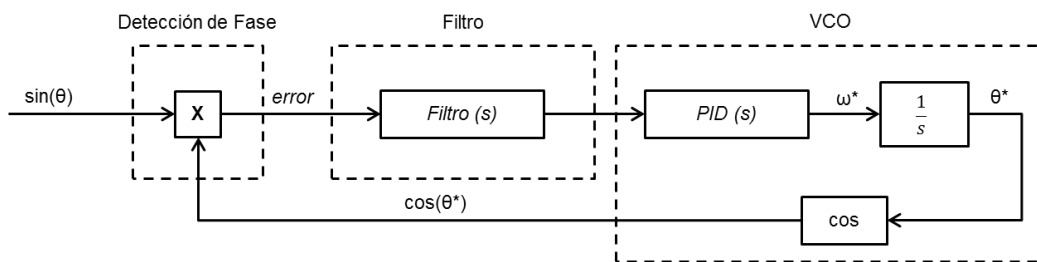 Detección de Fase
Filtro
VCO
sin(θ)
X
error
Filtro (s)
PID (s)
ω*
1
s
θ*
cos(θ*)
cos